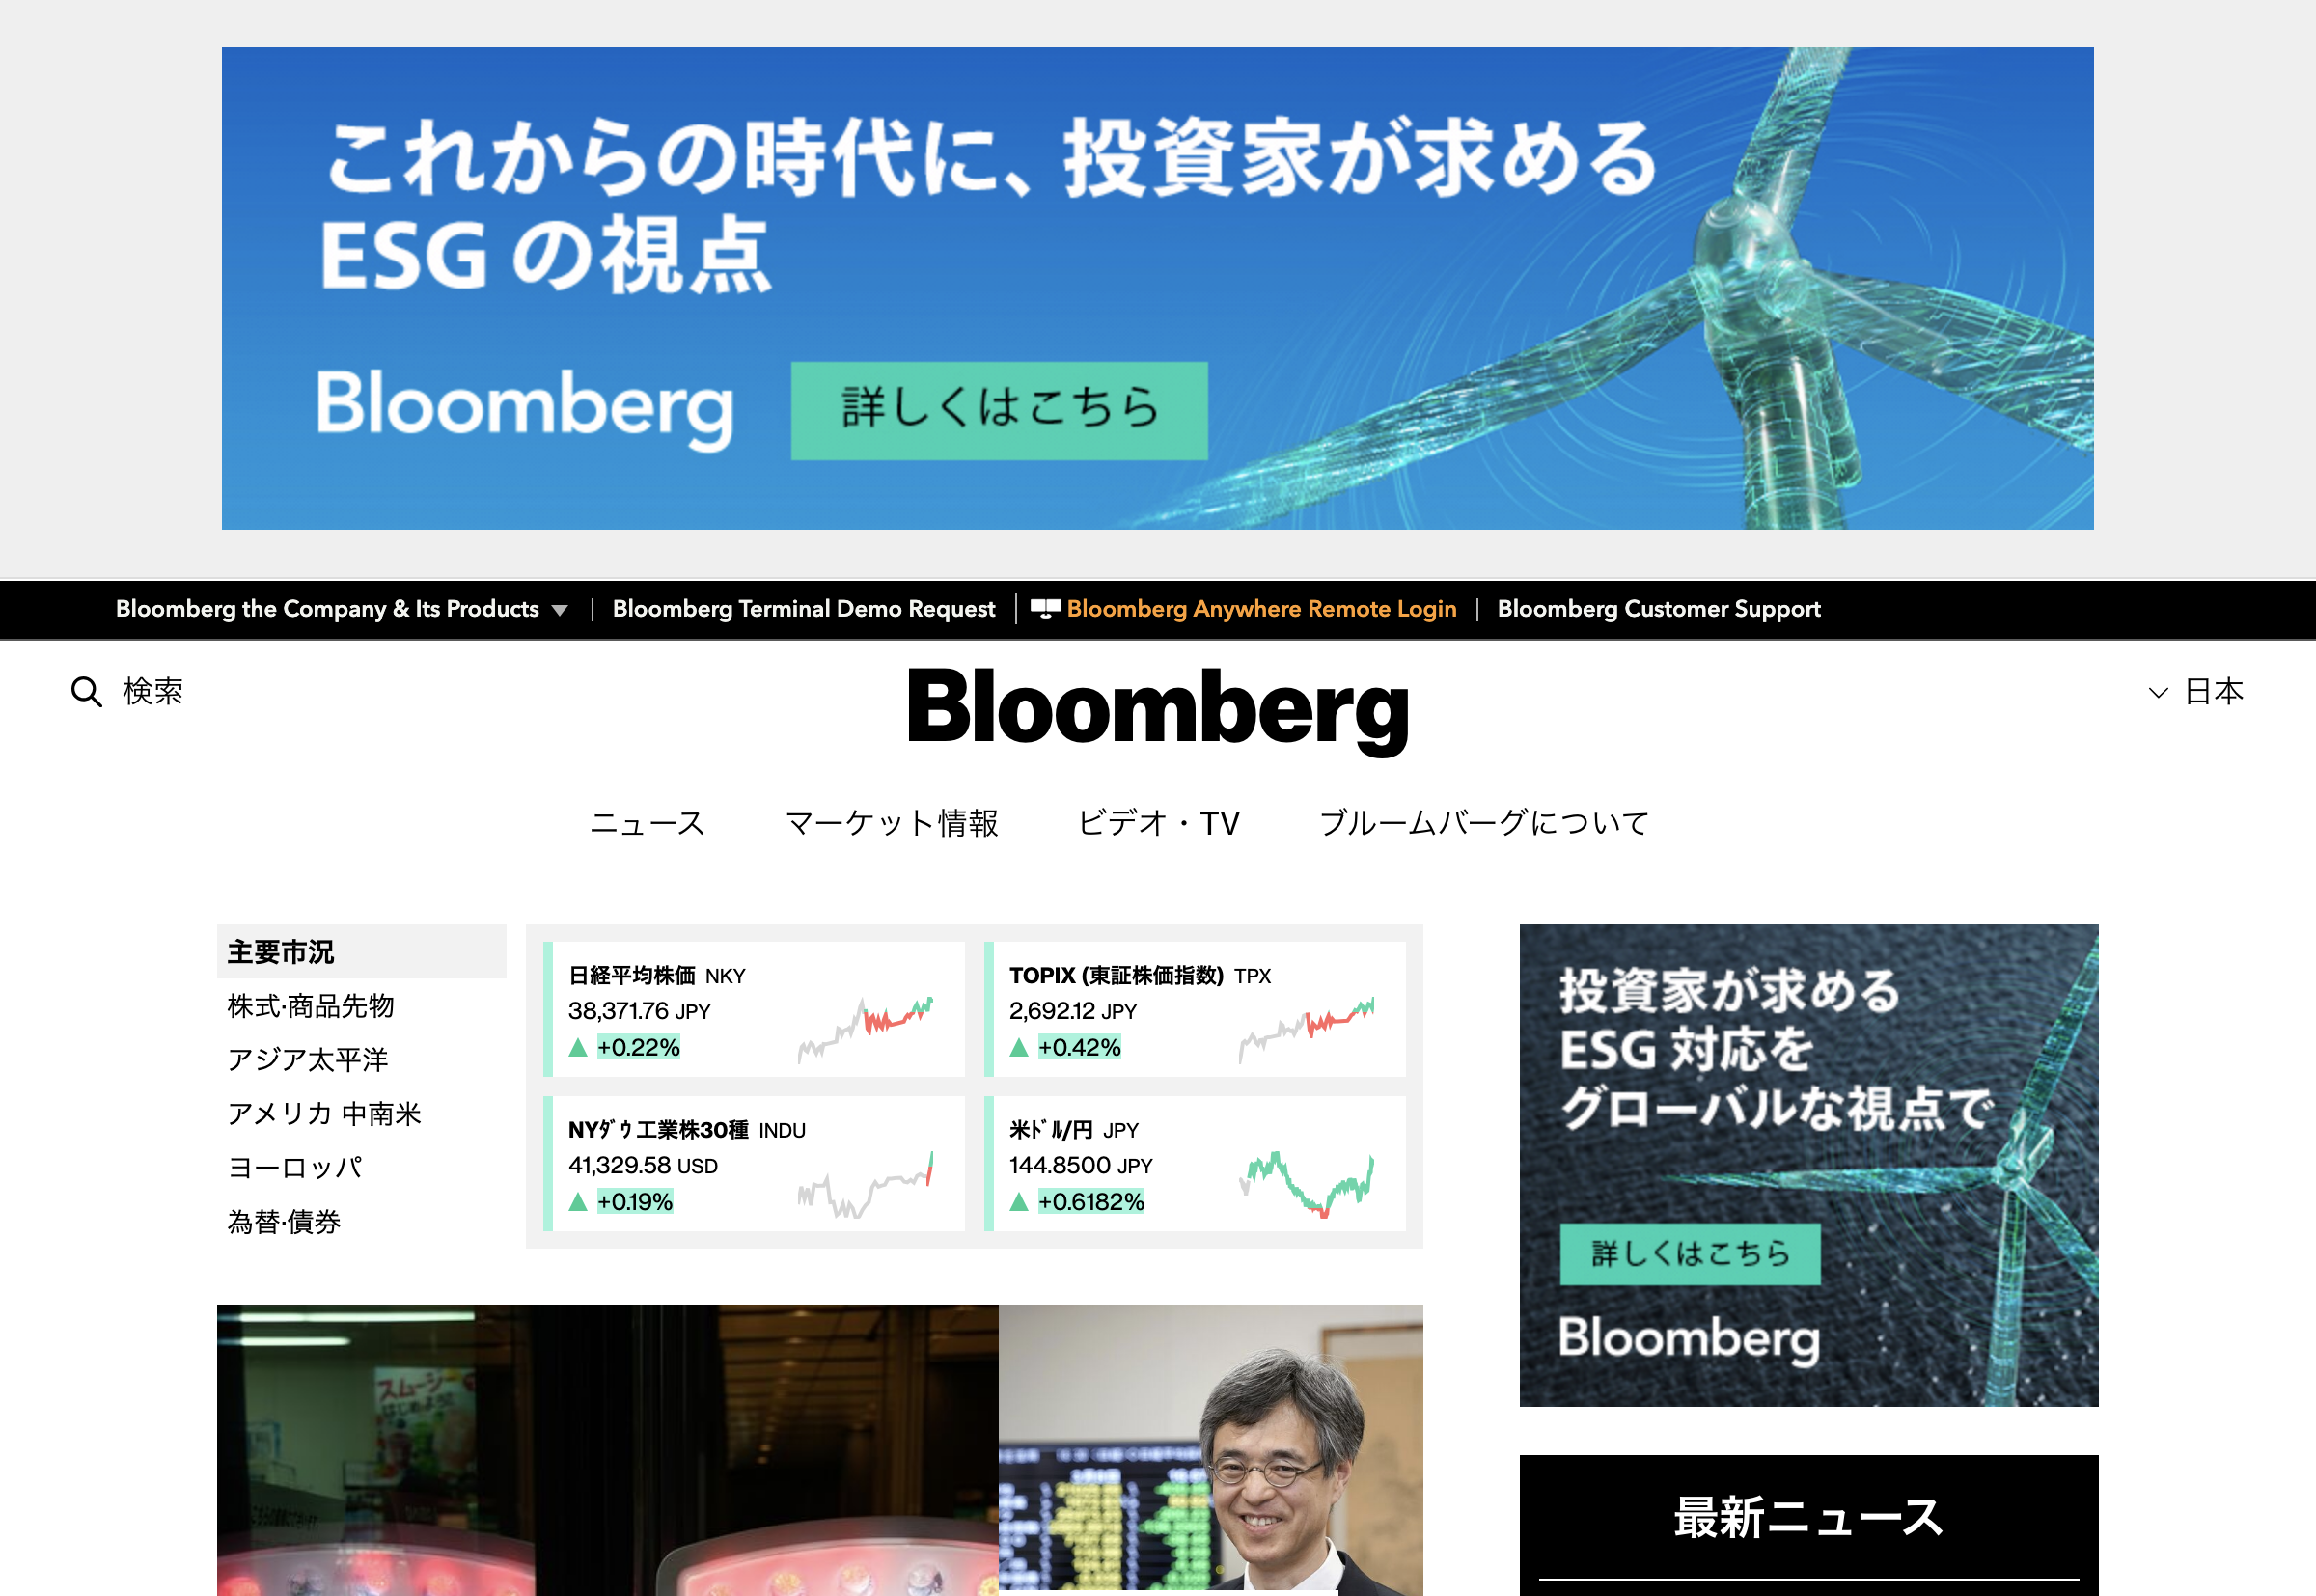 これからの時代に、投資家が求める
ESG の視点
Bloomberg 詳しくはこちら
Bloomberg the Company & Its Products | Bloomberg Terminal Demo Request | Bloomberg Anywhere Remote Login | Bloomberg Customer Support
検索
Bloomberg
日本
ニュース マーケット情報 ビデオ・TV ブルームバーグについて
主要市況
株式·商品先物
アジア太平洋
アメリカ 中南米
ヨーロッパ
為替·債券
日経平均株価 NKY
38,371.76 JPY
+0.22%
TOPIX (東証株価指数) TPX
2,692.12 JPY
+0.42%
NYﾀﾞｳ工業株30種 INDU
41,329.58 USD
+0.19%
米ﾄﾞﾙ/円 JPY
144.8500 JPY
+0.6182%
投資家が求める
ESG 対応を
グローバルな視点で
詳しくはこちら
Bloomberg
スムージー
はじめよう!
最新ニュース